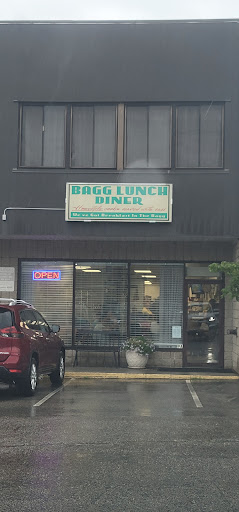 BAGG LUNCH
DINER
We've Got Breakfast In The Bagg
OPEN